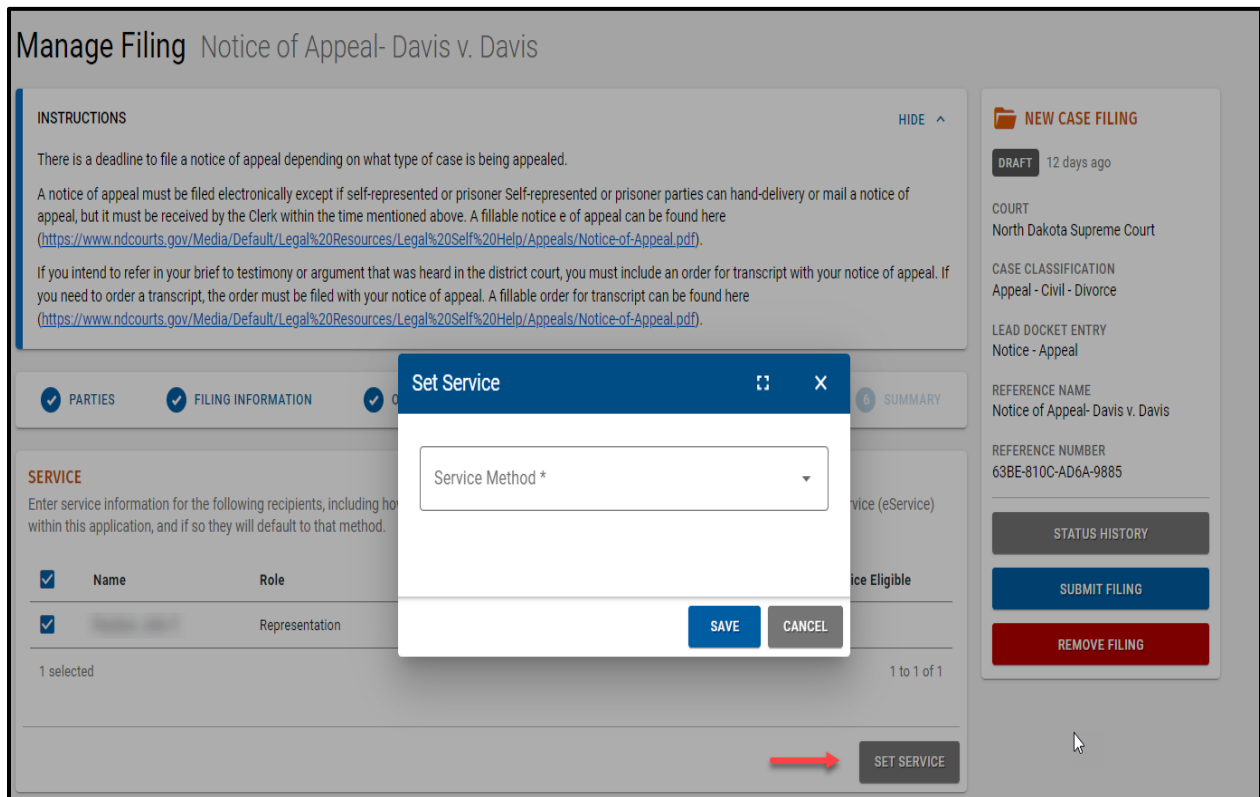 Manage Filing Notice of Appeal- Davis v. Davis
INSTRUCTIONS
HIDE
There is a deadline to file a notice of appeal depending on what type of case is being appealed.
A notice of appeal must be filed electronically except if self-represented or prisoner Self-represented or prisoner parties can hand-delivery or mail a notice of
appeal, but it must be received by the Clerk within the time mentioned above. A fillable notice e of appeal can be found here
(https://www.ndcourts.gov/Media/Default/Legal%20Resources/Legal%20Self%20Help/Appeals/Notice-of-Appeal.pdf).
If you intend to refer in your brief to testimony or argument that was heard in the district court, you must include an order for transcript with your notice of appeal. If
you need to order a transcript, the order must be filed with your notice of appeal. A fillable order for transcript can be found here
(https://www.ndcourts.gov/Media/Default/Legal%20Resources/Legal%20Self%20Help/Appeals/Notice-of-Appeal.pdf).
PARTIES
FILING INFORMATION
6 SUMMARY
SERVICE
Enter service information for the following recipients, including
(eService)
within this application, and if so they will default to that method.
Name
Role
Eligible
Representation
1 selected
1 to 1 of 1
SET SERVICE
Set Service
Service Method *
SAVE
CANCEL
NEW CASE FILING
DRAFT 12 days ago
COURT
North Dakota Supreme Court
CASE CLASSIFICATION
Appeal - Civil - Divorce
LEAD DOCKET ENTRY
Notice - Appeal
REFERENCE NAME
Notice of Appeal- Davis v. Davis
REFERENCE NUMBER
63BE-810C-AD6A-9885
STATUS HISTORY
SUBMIT FILING
REMOVE FILING